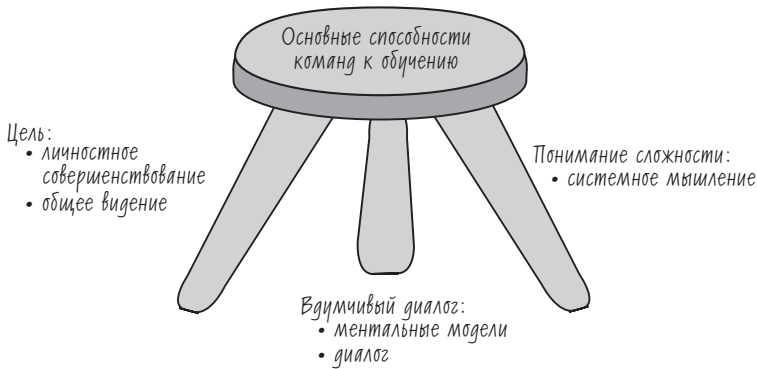 Основные способности
команд к обучению
Цель:
• личностное
совершенствование
• общее видение
Понимание сложности:
• системное мышление
Вдумчивый диалог:
• ментальные модели
• диалог